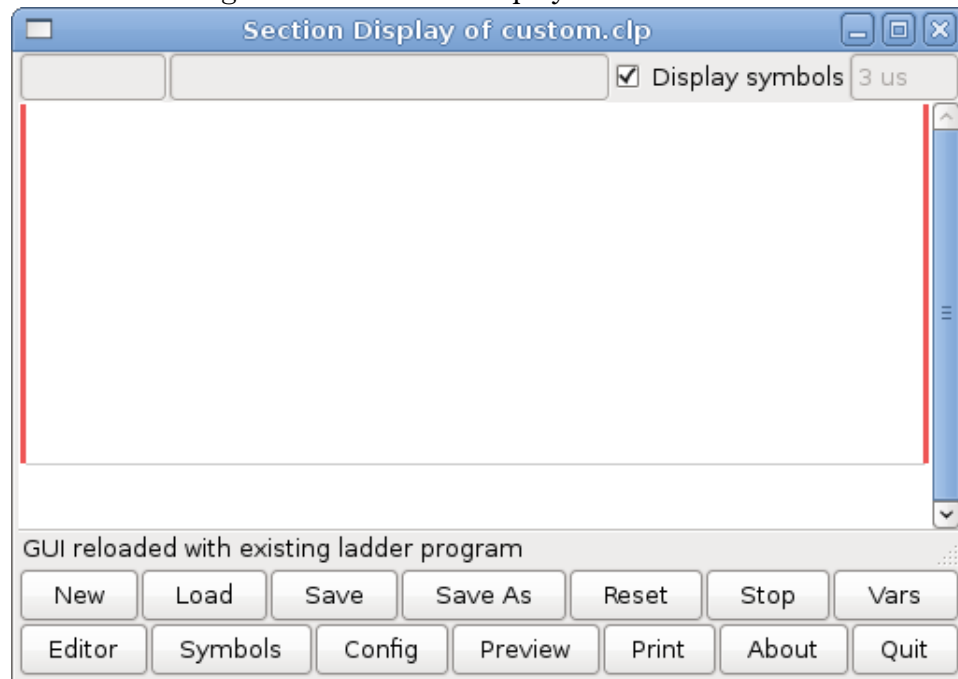 Section Display of custom.clp
Display symbols 3 us
GUI reloaded with existing ladder program
New Load Save Save As Reset Stop Vars
Editor Symbols Config Preview Print About Quit